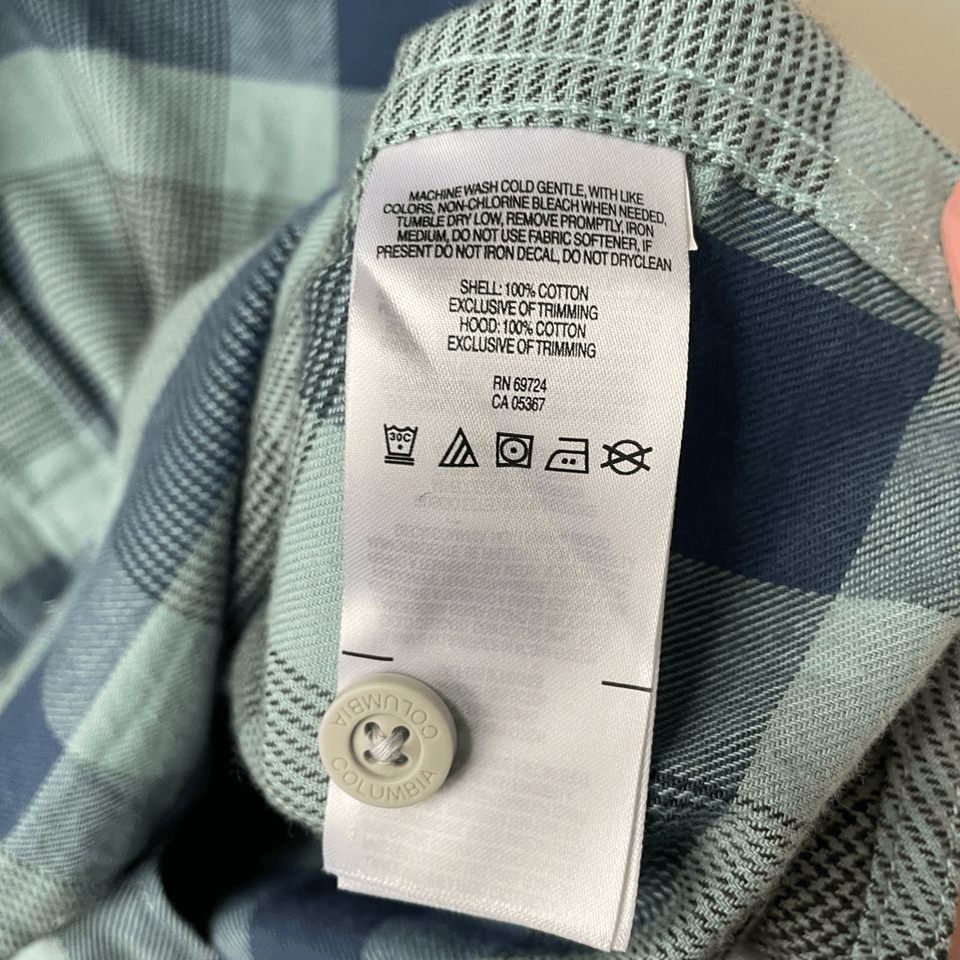 MACHINE WASH COLD GENTLE, WITH LIKE
COLORS, NON-CHLORINE BLEACH WHEN NEEDED,
TUMBLE DRY LOW, REMOVE PROMPTLY, IRON
MEDIUM, DO NOT USE FABRIC SOFTENER, IF
PRESENT DO NOT IRON DECAL, DO NOT DRYCLEAN
SHELL: 100% COTTON
EXCLUSIVE OF TRIMMING
HOOD: 100% COTTON
EXCLUSIVE OF TRIMMING
RN 69724
CA 05367
30C
COLUMBIA
COLUMBIA